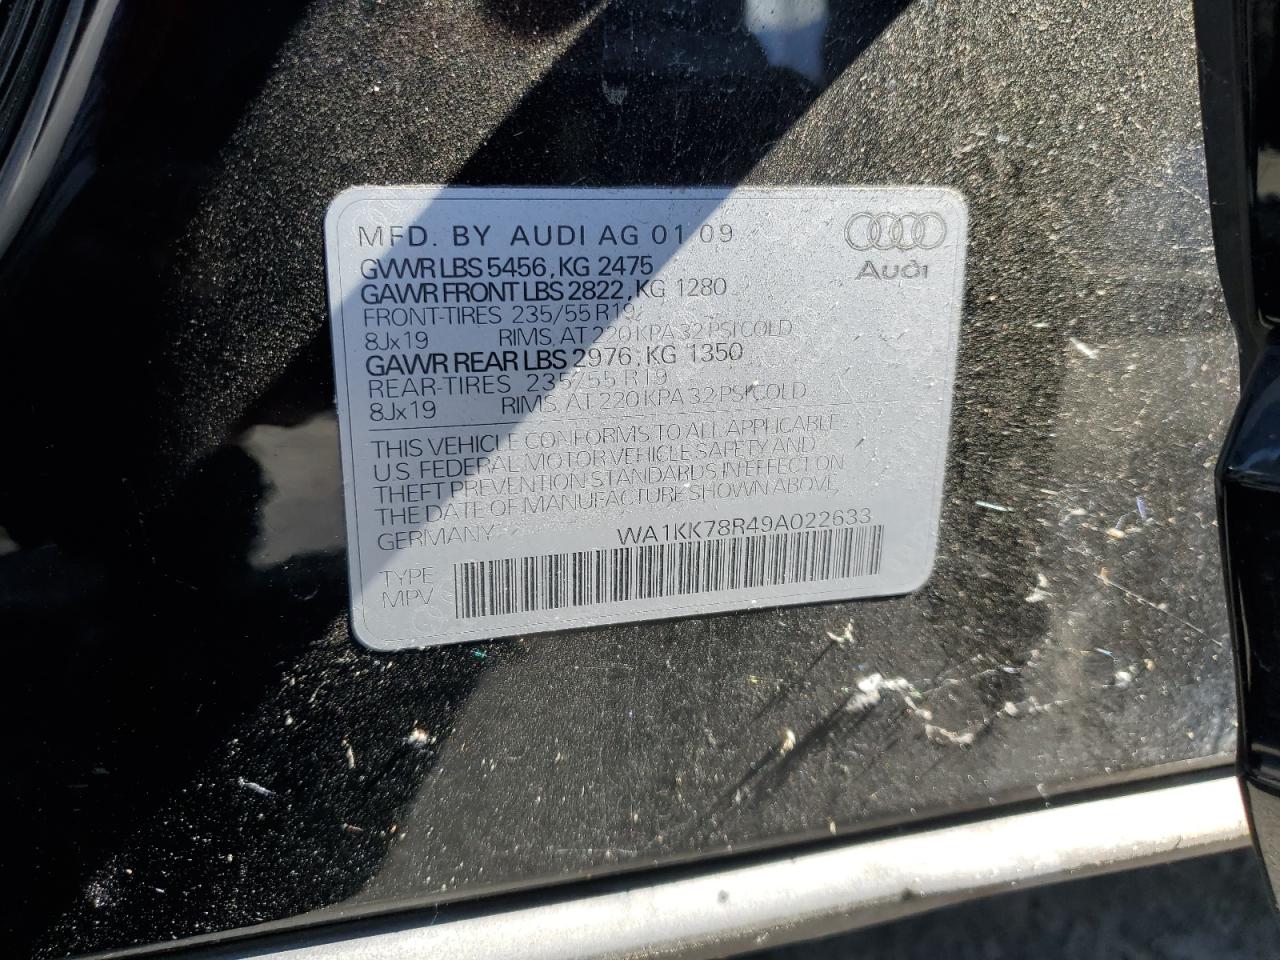 MFD. BY AUDI AG 01/09
Audi
GVWR LBS 5456, KG 2475
GAWR FRONT LBS 2822, KG 1280
FRONT-TIRES 235/55 R19
8Jx19 RIMS, AT 220 KPA 32 PSI COLD
GAWR REAR LBS 2976, KG 1350
REAR-TIRES 235/55 R19
8Jx19 RIMS, AT 220 KPA 32 PSI COLD
THIS VEHICLE CONFORMS TO ALL APPLICABLE
U.S. FEDERAL MOTOR VEHICLE SAFETY AND
THEFT PREVENTION STANDARDS IN EFFECT ON
THE DATE OF MANUFACTURE SHOWN ABOVE.
GERMANY WA1KK78R49A022633
TYPE
MPV